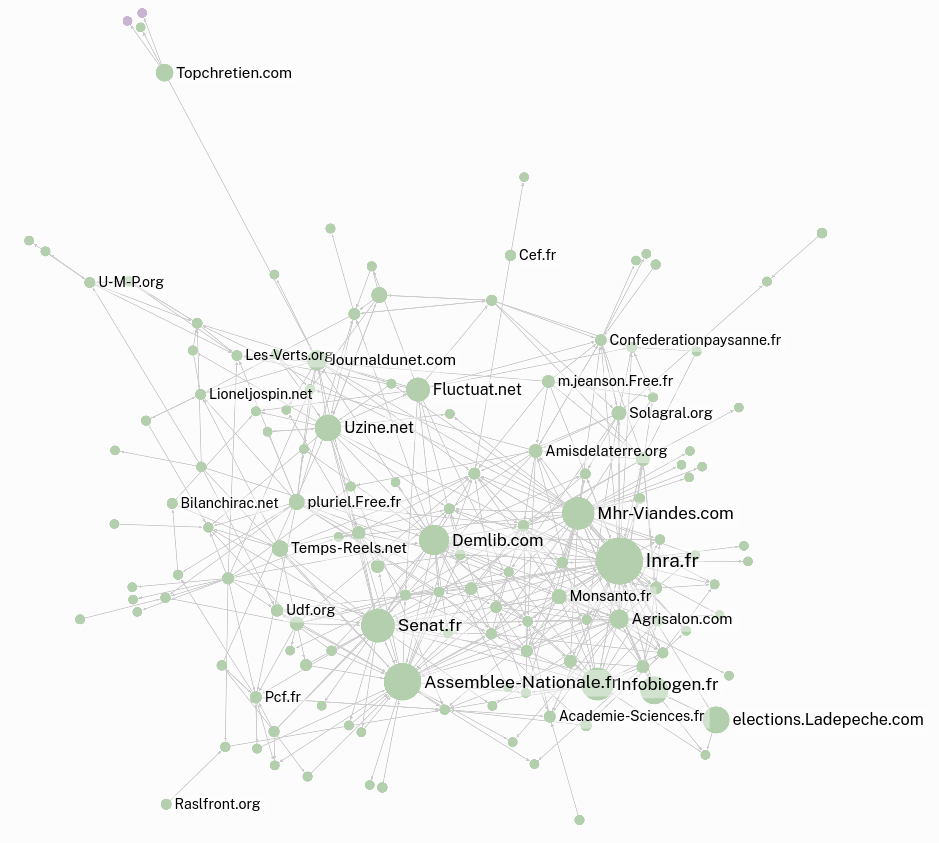 Topchretien.com
Cef.fr
U-M-P.org
Confederationpaysanne.fr
Les-Verts.org
Journaldunet.com
m.jeanson.Free.fr
Fluctuat.net
Lioneljospin.net
Solagral.org
Uzine.net
Amisdelaterre.org
Bilanchirac.net
pluriel.Free.fr
Mhr-Viandes.com
Demlib.com
Temps-Reels.net
Inra.fr
Monsanto.fr
Udf.org
Agrisalon.com
Senat.fr
Assemblee-Nationale.fr
Infobiogen.fr
Pcf.fr
Academie-Sciences.fr
elections.Ladepeche.com
Raslfront.org